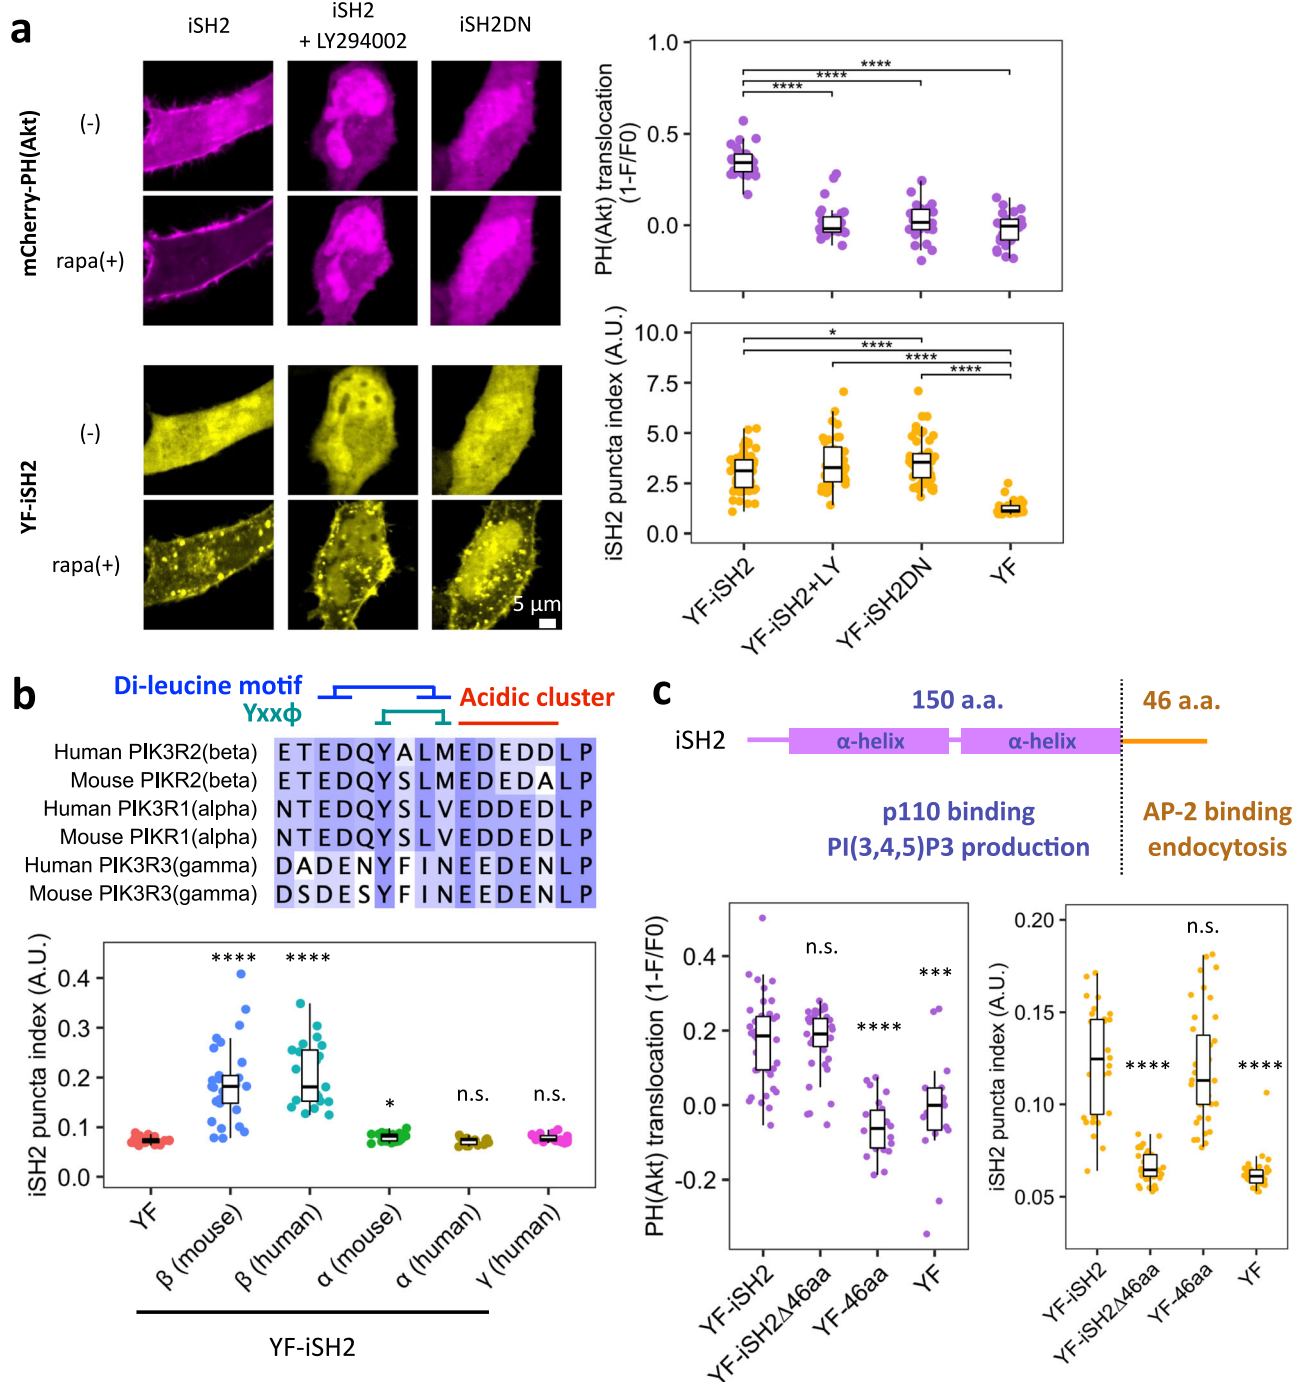 a
iSH2
iSH2
+ LY294002
iSH2DN
mCherry-PH(Akt)
(-)
rapa(+)
YF-iSH2
(-)
rapa(+)
5 µm
PH(Akt) translocation
(1-F/F0)
1.0
0.5
0.0
****
****
****
iSH2 puncta index (A.U.)
10.0
7.5
5.0
2.5
0.0
*
****
****
****
YF-iSH2
YF-iSH2+LY
YF-iSH2DN
YF
b
Di-leucine motif
Yxxϕ
Acidic cluster
Human PIK3R2(beta) ETEDQYALMEDEDDLP
Mouse PIKR2(beta) ETEDQYSLMEDEDALP
Human PIK3R1(alpha) NTEDQYSLVEDDEDLP
Mouse PIKR1(alpha) NTEDQYSLVEDDEDLP
Human PIK3R3(gamma) DADENYFINEEDENLP
Mouse PIK3R3(gamma) DSDESYFINEEDENLP
iSH2 puncta index (A.U.)
0.4
0.3
0.2
0.1
0.0
****
****
*
n.s.
n.s.
YF
β (mouse)
β (human)
α (mouse)
α (human)
γ (human)
YF-iSH2
c
150 a.a.
46 a.a.
iSH2
α-helix
α-helix
p110 binding
PI(3,4,5)P3 production
AP-2 binding
endocytosis
PH(Akt) translocation (1-F/F0)
0.4
0.2
0.0
-0.2
n.s.
****
***
YF-iSH2
YF-iSH2Δ46aa
YF-46aa
YF
iSH2 puncta index (A.U.)
0.20
0.15
0.10
0.05
****
n.s.
****
YF-iSH2
YF-iSH2Δ46aa
YF-46aa
YF